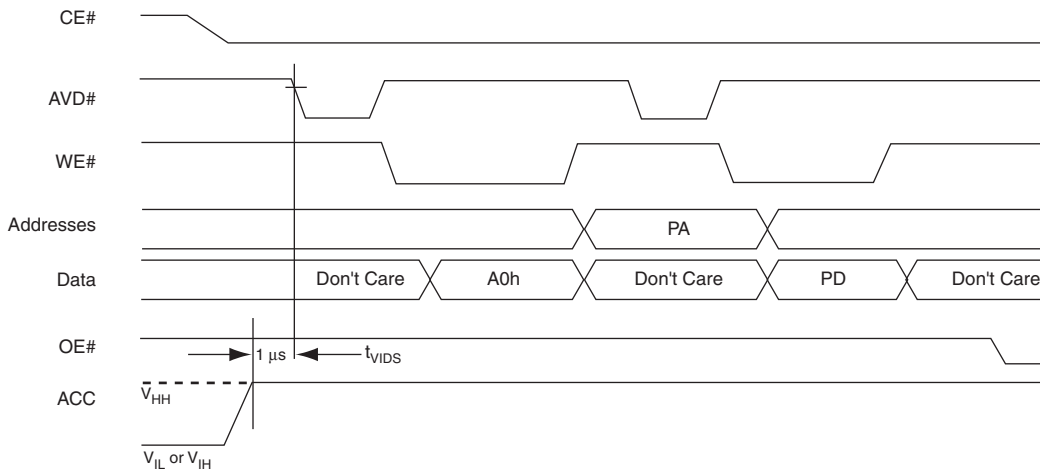 CE#
AVD#
WE#
Addresses
PA
Data
Don't Care
A0h
Don't Care
PD
Don't Care
OE#
1 μs
tVIDS
ACC
VHH
VIL or VIH